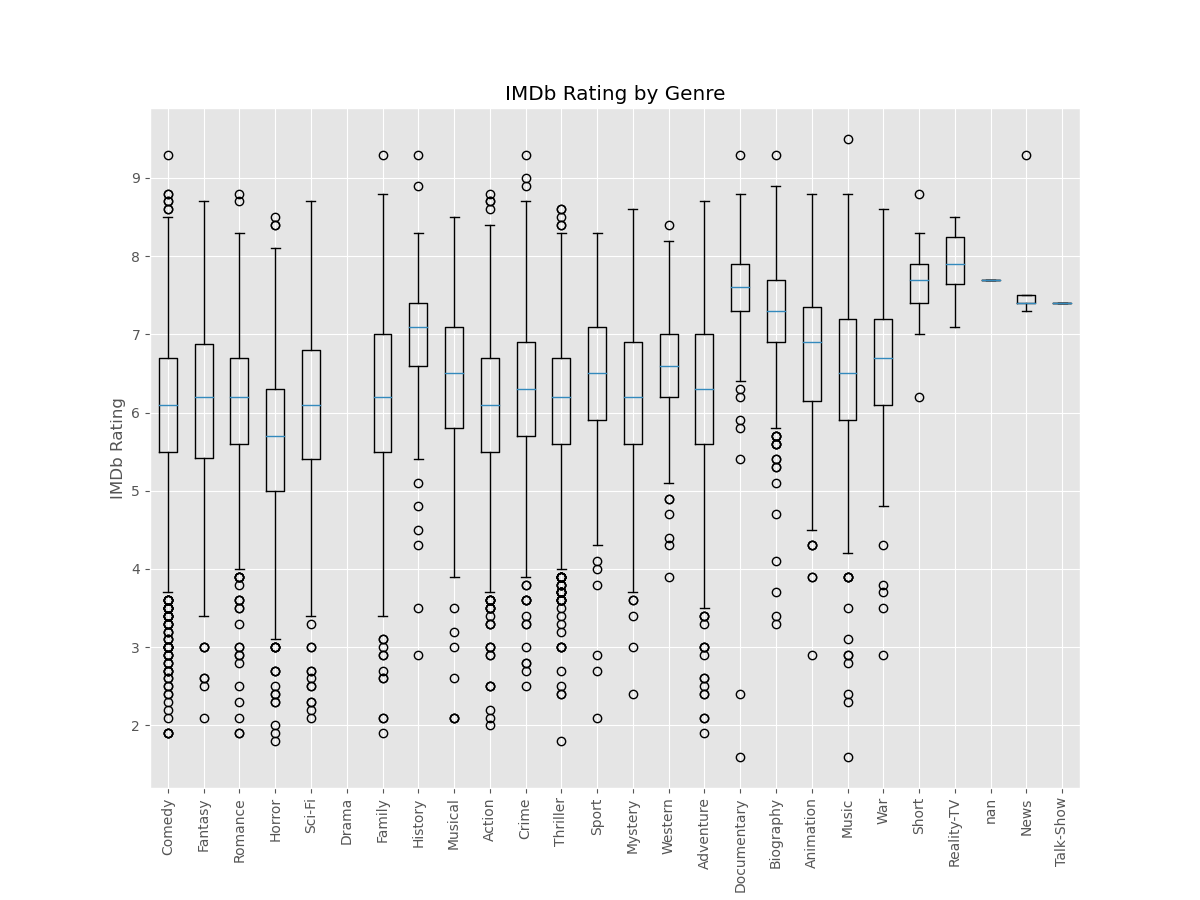 IMDb Rating by Genre
IMDb Rating
9
8
7
6
5
4
3
2
Comedy
Fantasy
Romance
Horror
Sci-Fi
Drama
Family
History
Musical
Action
Crime
Thriller
Sport
Mystery
Western
Adventure
Documentary
Biography
Animation
Music
War
Short
Reality-TV
nan
News
Talk-Show